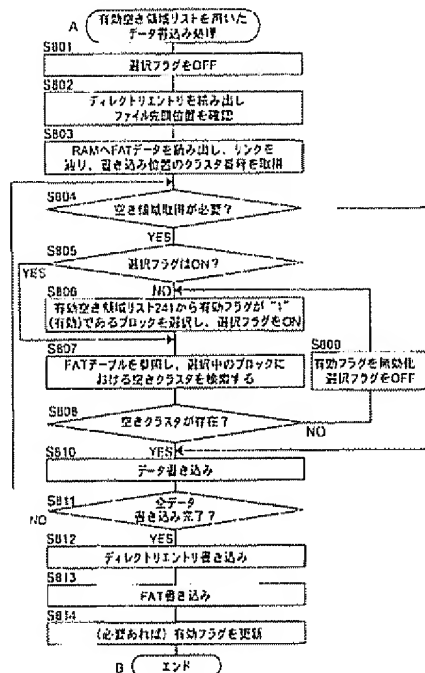 A 有効空き領域リストを用いた
データ書込み処理
S801
選択フラグをOFF
S802
ディレクトリエントリを読み出し
ファイル先頭位置を確認
S803
RAMへFATデータを読み出し、リンクを
辿り、書き込み位置のクラスタ番号を取得
S804
空き領域取得が必要?
YES
S805
選択フラグはON?
YES
NO
S806
有効空き領域リスト241から有効フラグが "1"
(有効)であるブロックを選択し、選択フラグをON
S807
FATテーブルを参照し、選択中のブロックに
おける空きクラスタを検索する
S809
有効フラグを無効化
選択フラグをOFF
S808
空きクラスタが存在?
NO
YES
S810
データ書き込み
S811
全データ
書き込み完了?
NO
YES
S812
ディレクトリエントリ書き込み
S813
FAT書き込み
S814
(必要あれば) 有効フラグを更新
B エンド